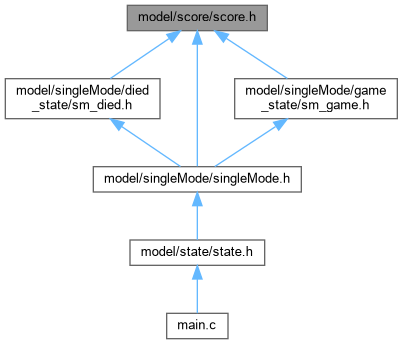 model/score/score.h
model/singleMode/died
_state/sm_died.h
model/singleMode/game
_state/sm_game.h
model/singleMode/singleMode.h
model/state/state.h
main.c